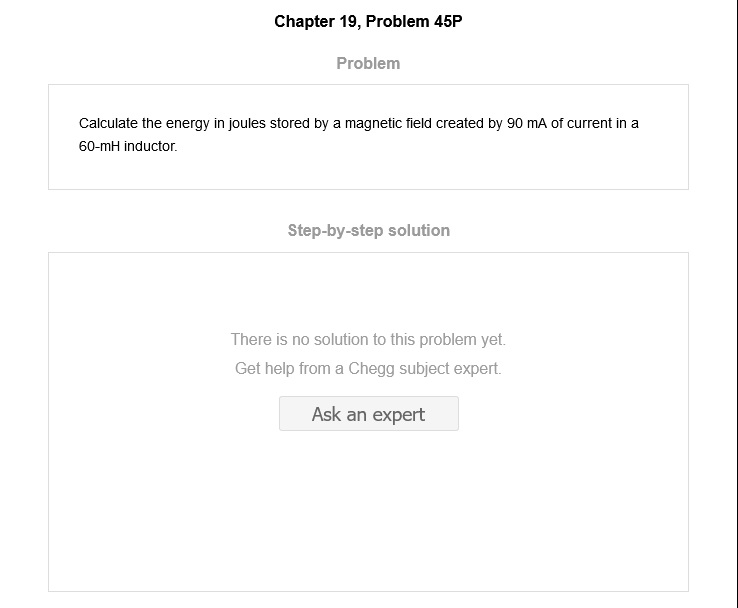 Chapter 19, Problem 45P
Problem
Calculate the energy in joules stored by a magnetic field created by 90 mA of current in a
60-mH inductor.
Step-by-step solution
There is no solution to this problem yet.
Get help from a Chegg subject expert.
Ask an expert